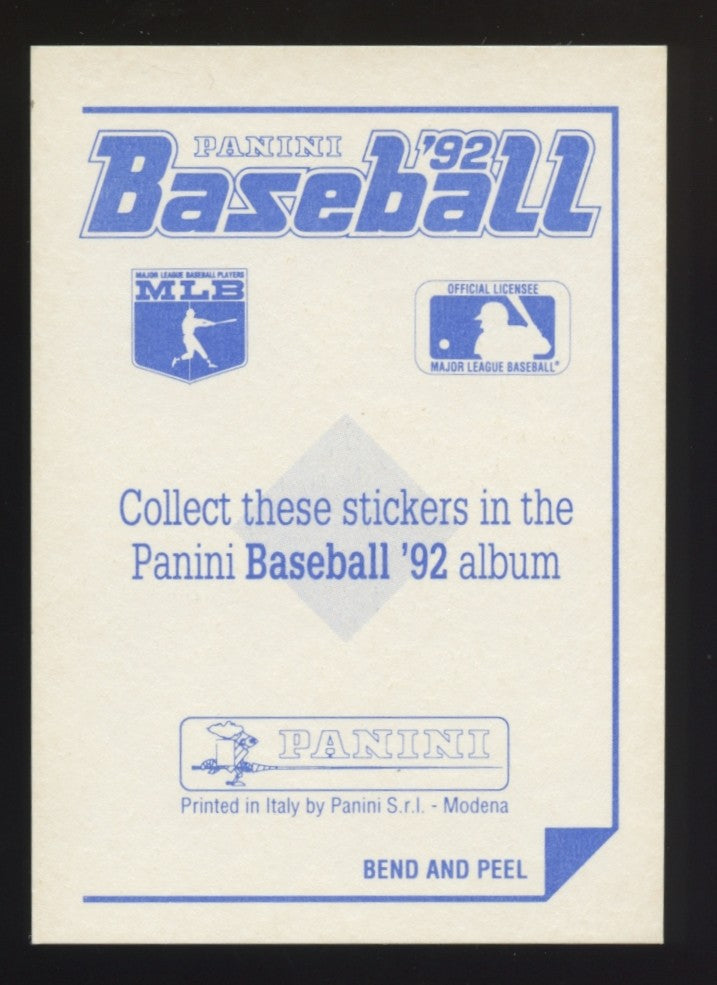 PANINI '92
Baseball
MAJOR LEAGUE BASEBALL PLAYERS
MLB
OFFICIAL LICENSEE
MAJOR LEAGUE BASEBALL®
Collect these stickers in the
Panini Baseball '92 album
PANINI
Printed in Italy by Panini S.r.l. - Modena
BEND AND PEEL